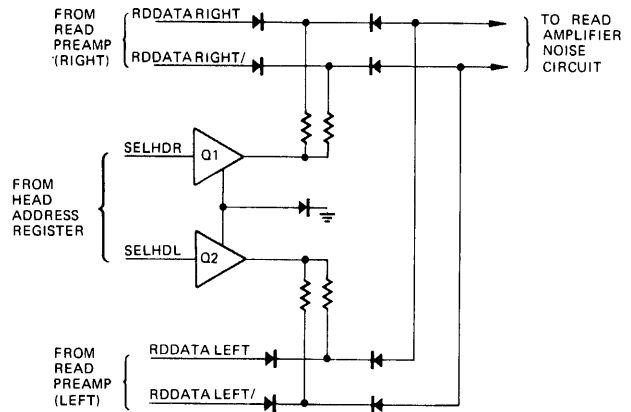 FROM
READ
PREAMP
(RIGHT)
RDDATA RIGHT
RDDATA RIGHT/
TO READ
AMPLIFIER
NOISE
CIRCUIT
FROM
HEAD
ADDRESS
REGISTER
SELHDR
Q1
SELHDL
Q2
FROM
READ
PREAMP
(LEFT)
RDDATA LEFT
RDDATA LEFT/